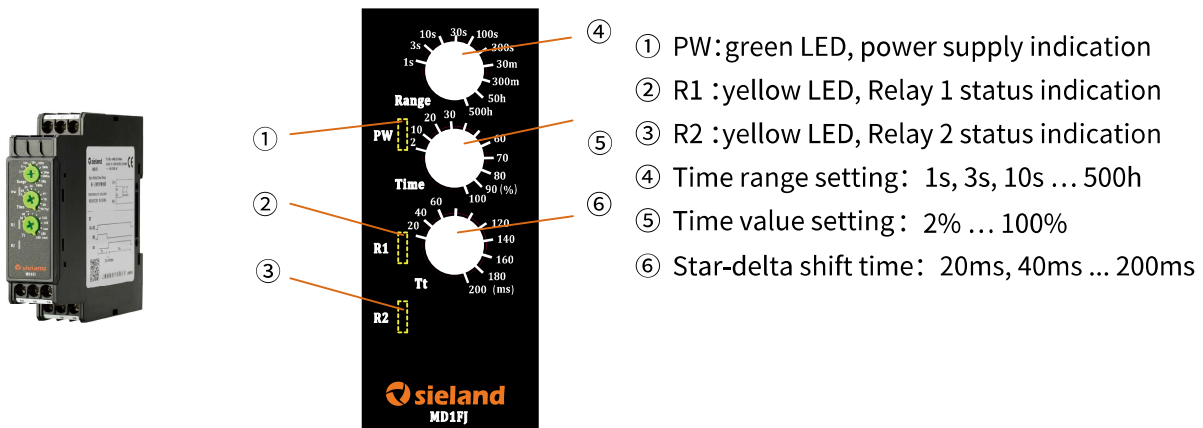 10s 30s 100s
3s 300s
1s 30m
300m
50h
Range 500h
PW
20 30
10 60
2 70
80
Time 90 (%)
100
60
40 120
20 140
R1 160
180
Tt 200 (ms)
R2
sieland
MD1FJ
①
②
③
④
⑤
⑥
① PW:green LED, power supply indication
② R1 :yellow LED, Relay 1 status indication
③ R2 :yellow LED, Relay 2 status indication
④ Time range setting: 1s, 3s, 10s ... 500h
⑤ Time value setting: 2% ... 100%
⑥ Star-delta shift time: 20ms, 40ms ... 200ms
sieland
CE
sieland